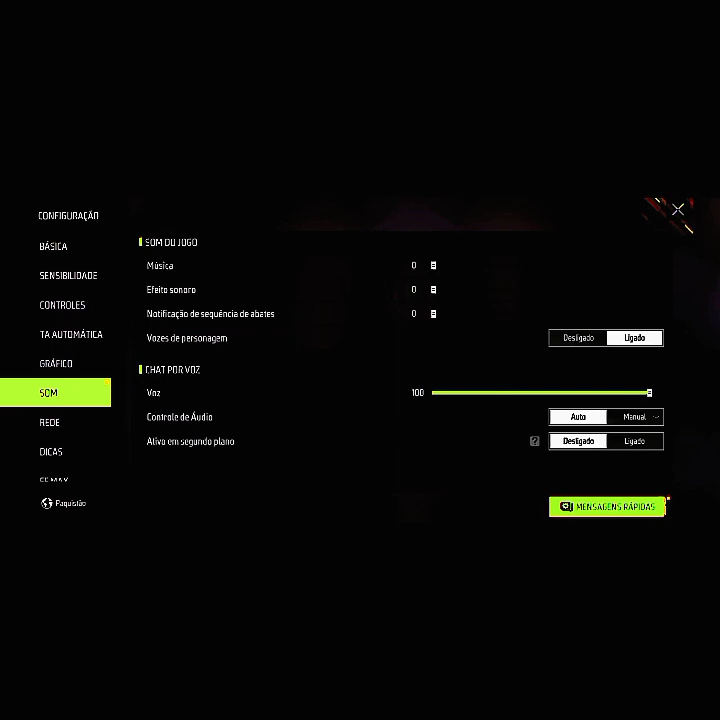 CONFIGURAÇÃO
BÁSICA
SENSIBILIDADE
CONTROLES
TA AUTOMÁTICA
GRÁFICO
SOM
REDE
DICAS
Paquistão
SOM DO JOGO
Música 0
Efeito sonoro 0
Notificação de sequência de abates 0
Vozes de personagem Desligado Ligado
CHAT POR VOZ
Voz 100
Controle de Áudio Auto Manual
Ativo em segundo plano ? Desligado Ligado
MENSAGENS RÁPIDAS